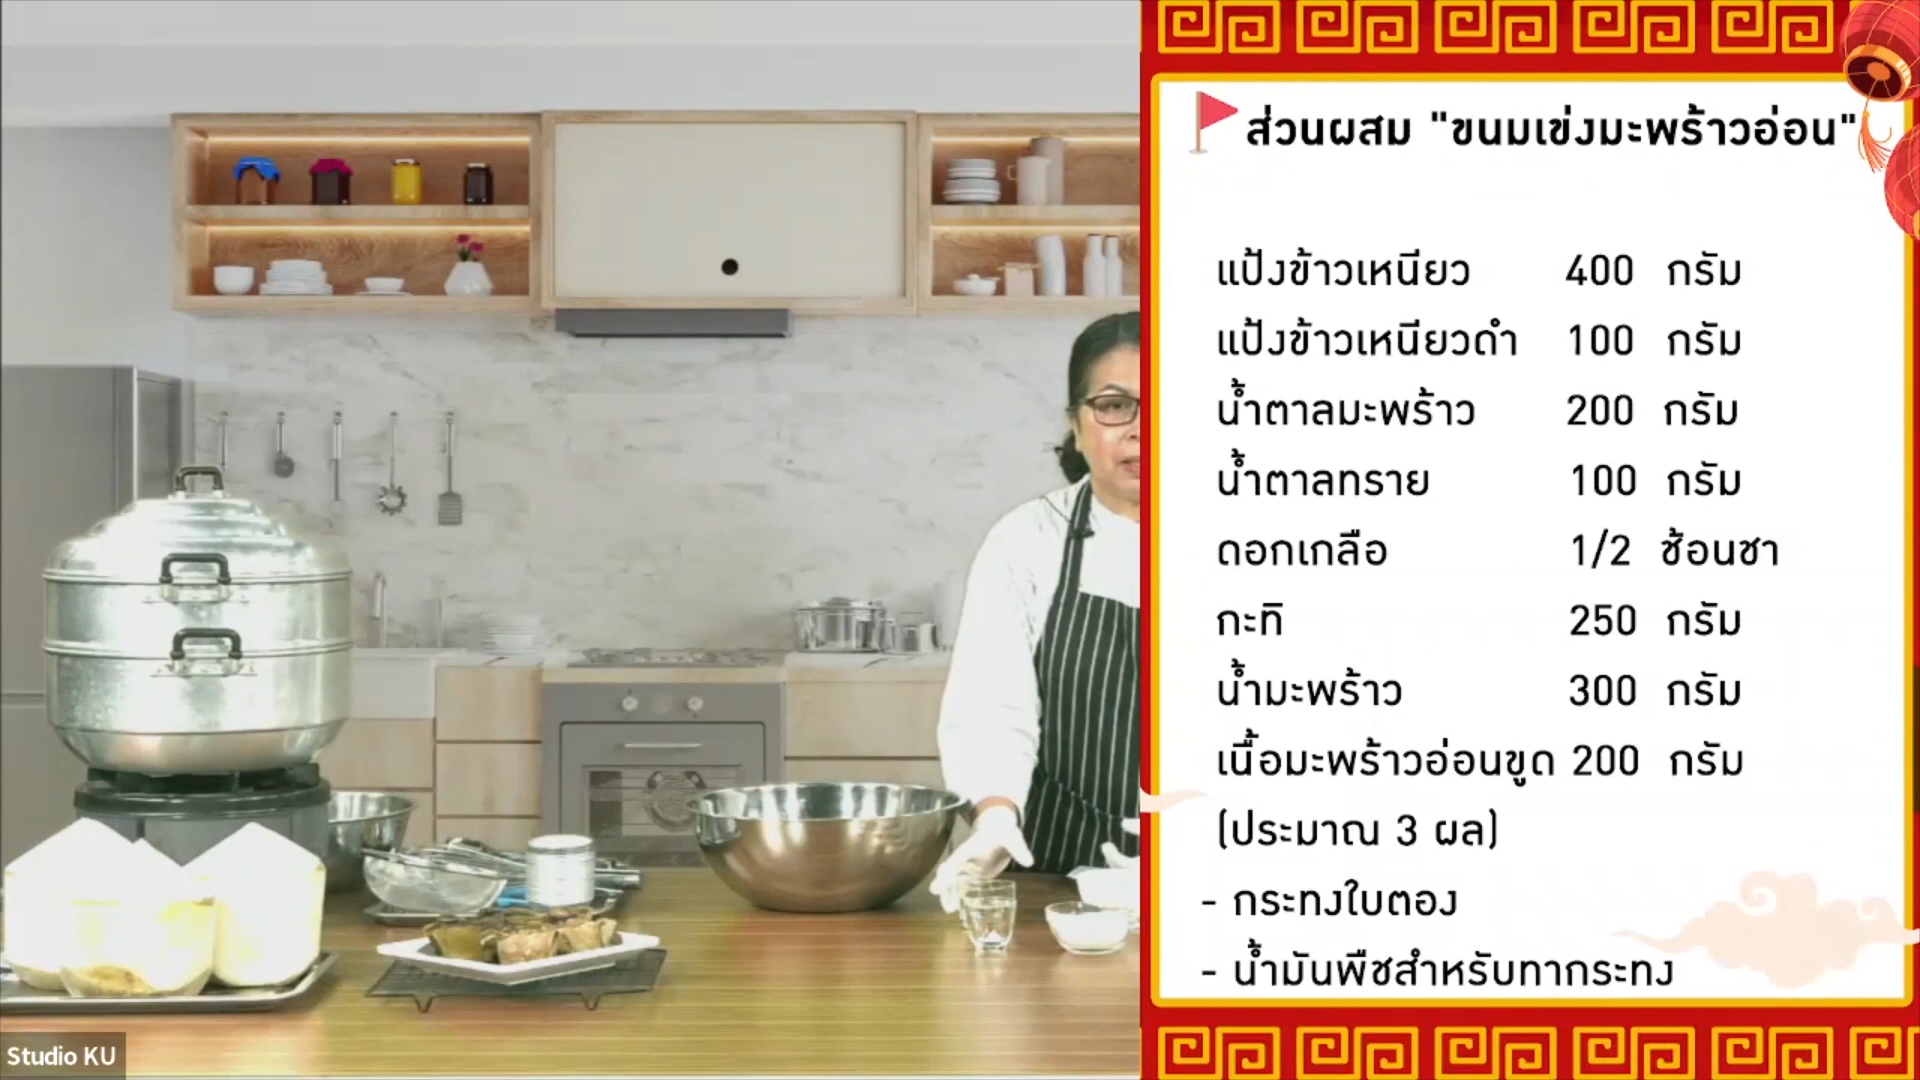 ส่วนผสม "ขนมเข่งมะพร้าวอ่อน"
แป้งข้าวเหนียว 400 กรัม
แป้งข้าวเหนียวดำ 100 กรัม
น้ำตาลมะพร้าว 200 กรัม
น้ำตาลทราย 100 กรัม
ดอกเกลือ 1/2 ช้อนชา
กะทิ 250 กรัม
น้ำมะพร้าว 300 กรัม
เนื้อมะพร้าวอ่อนขูด 200 กรัม
(ประมาณ 3 ผล)
- กระทงใบตอง
- น้ำมันพืชสำหรับทากระทง
Studio KU